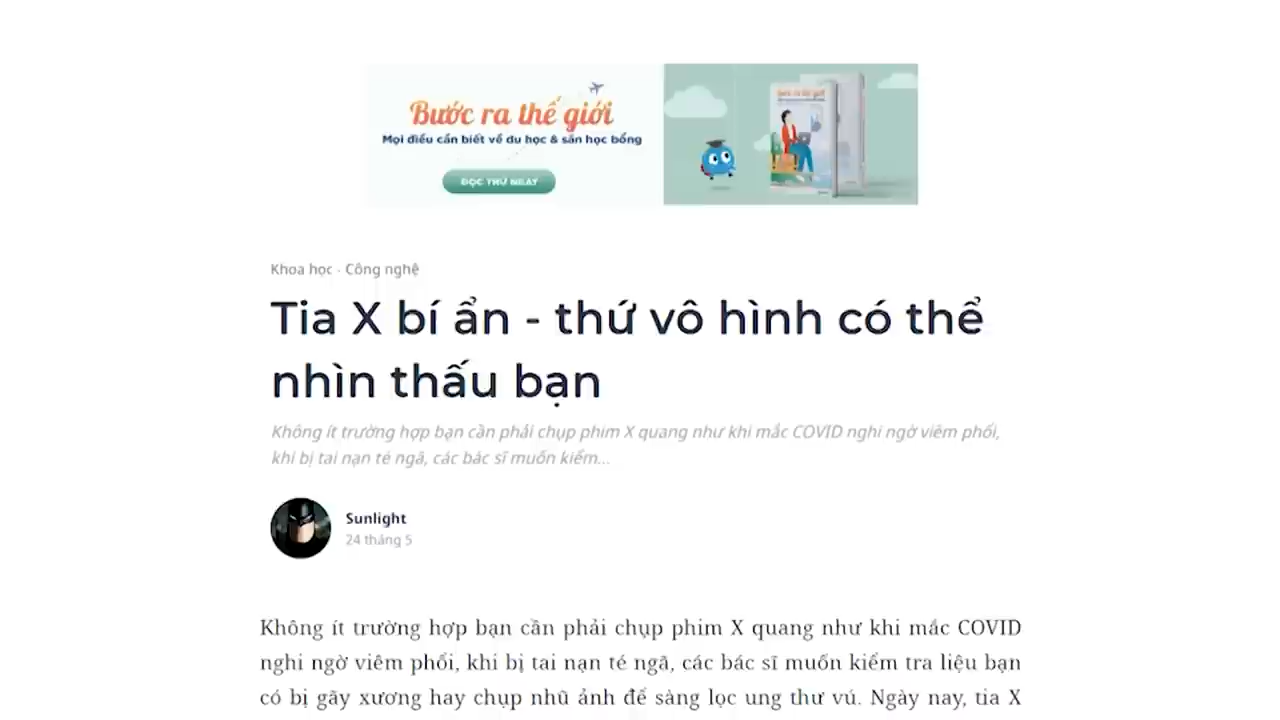 Bước ra thế giới
Mọi điều cần biết về du học & săn học bổng
ĐỌC THỬ NGAY
Bước ra thế giới
Khoa học · Công nghệ
Tia X bí ẩn - thứ vô hình có thể
nhìn thấu bạn
Không ít trường hợp bạn cần phải chụp phim X quang như khi mắc COVID nghi ngờ viêm phổi,
khi bị tai nạn té ngã, các bác sĩ muốn kiểm...
Sunlight
24 tháng 5
Không ít trường hợp bạn cần phải chụp phim X quang như khi mắc COVID
nghi ngờ viêm phổi, khi bị tai nạn té ngã, các bác sĩ muốn kiểm tra liệu bạn
có bị gãy xương hay chụp nhũ ảnh để sàng lọc ung thư vú. Ngày nay, tia X